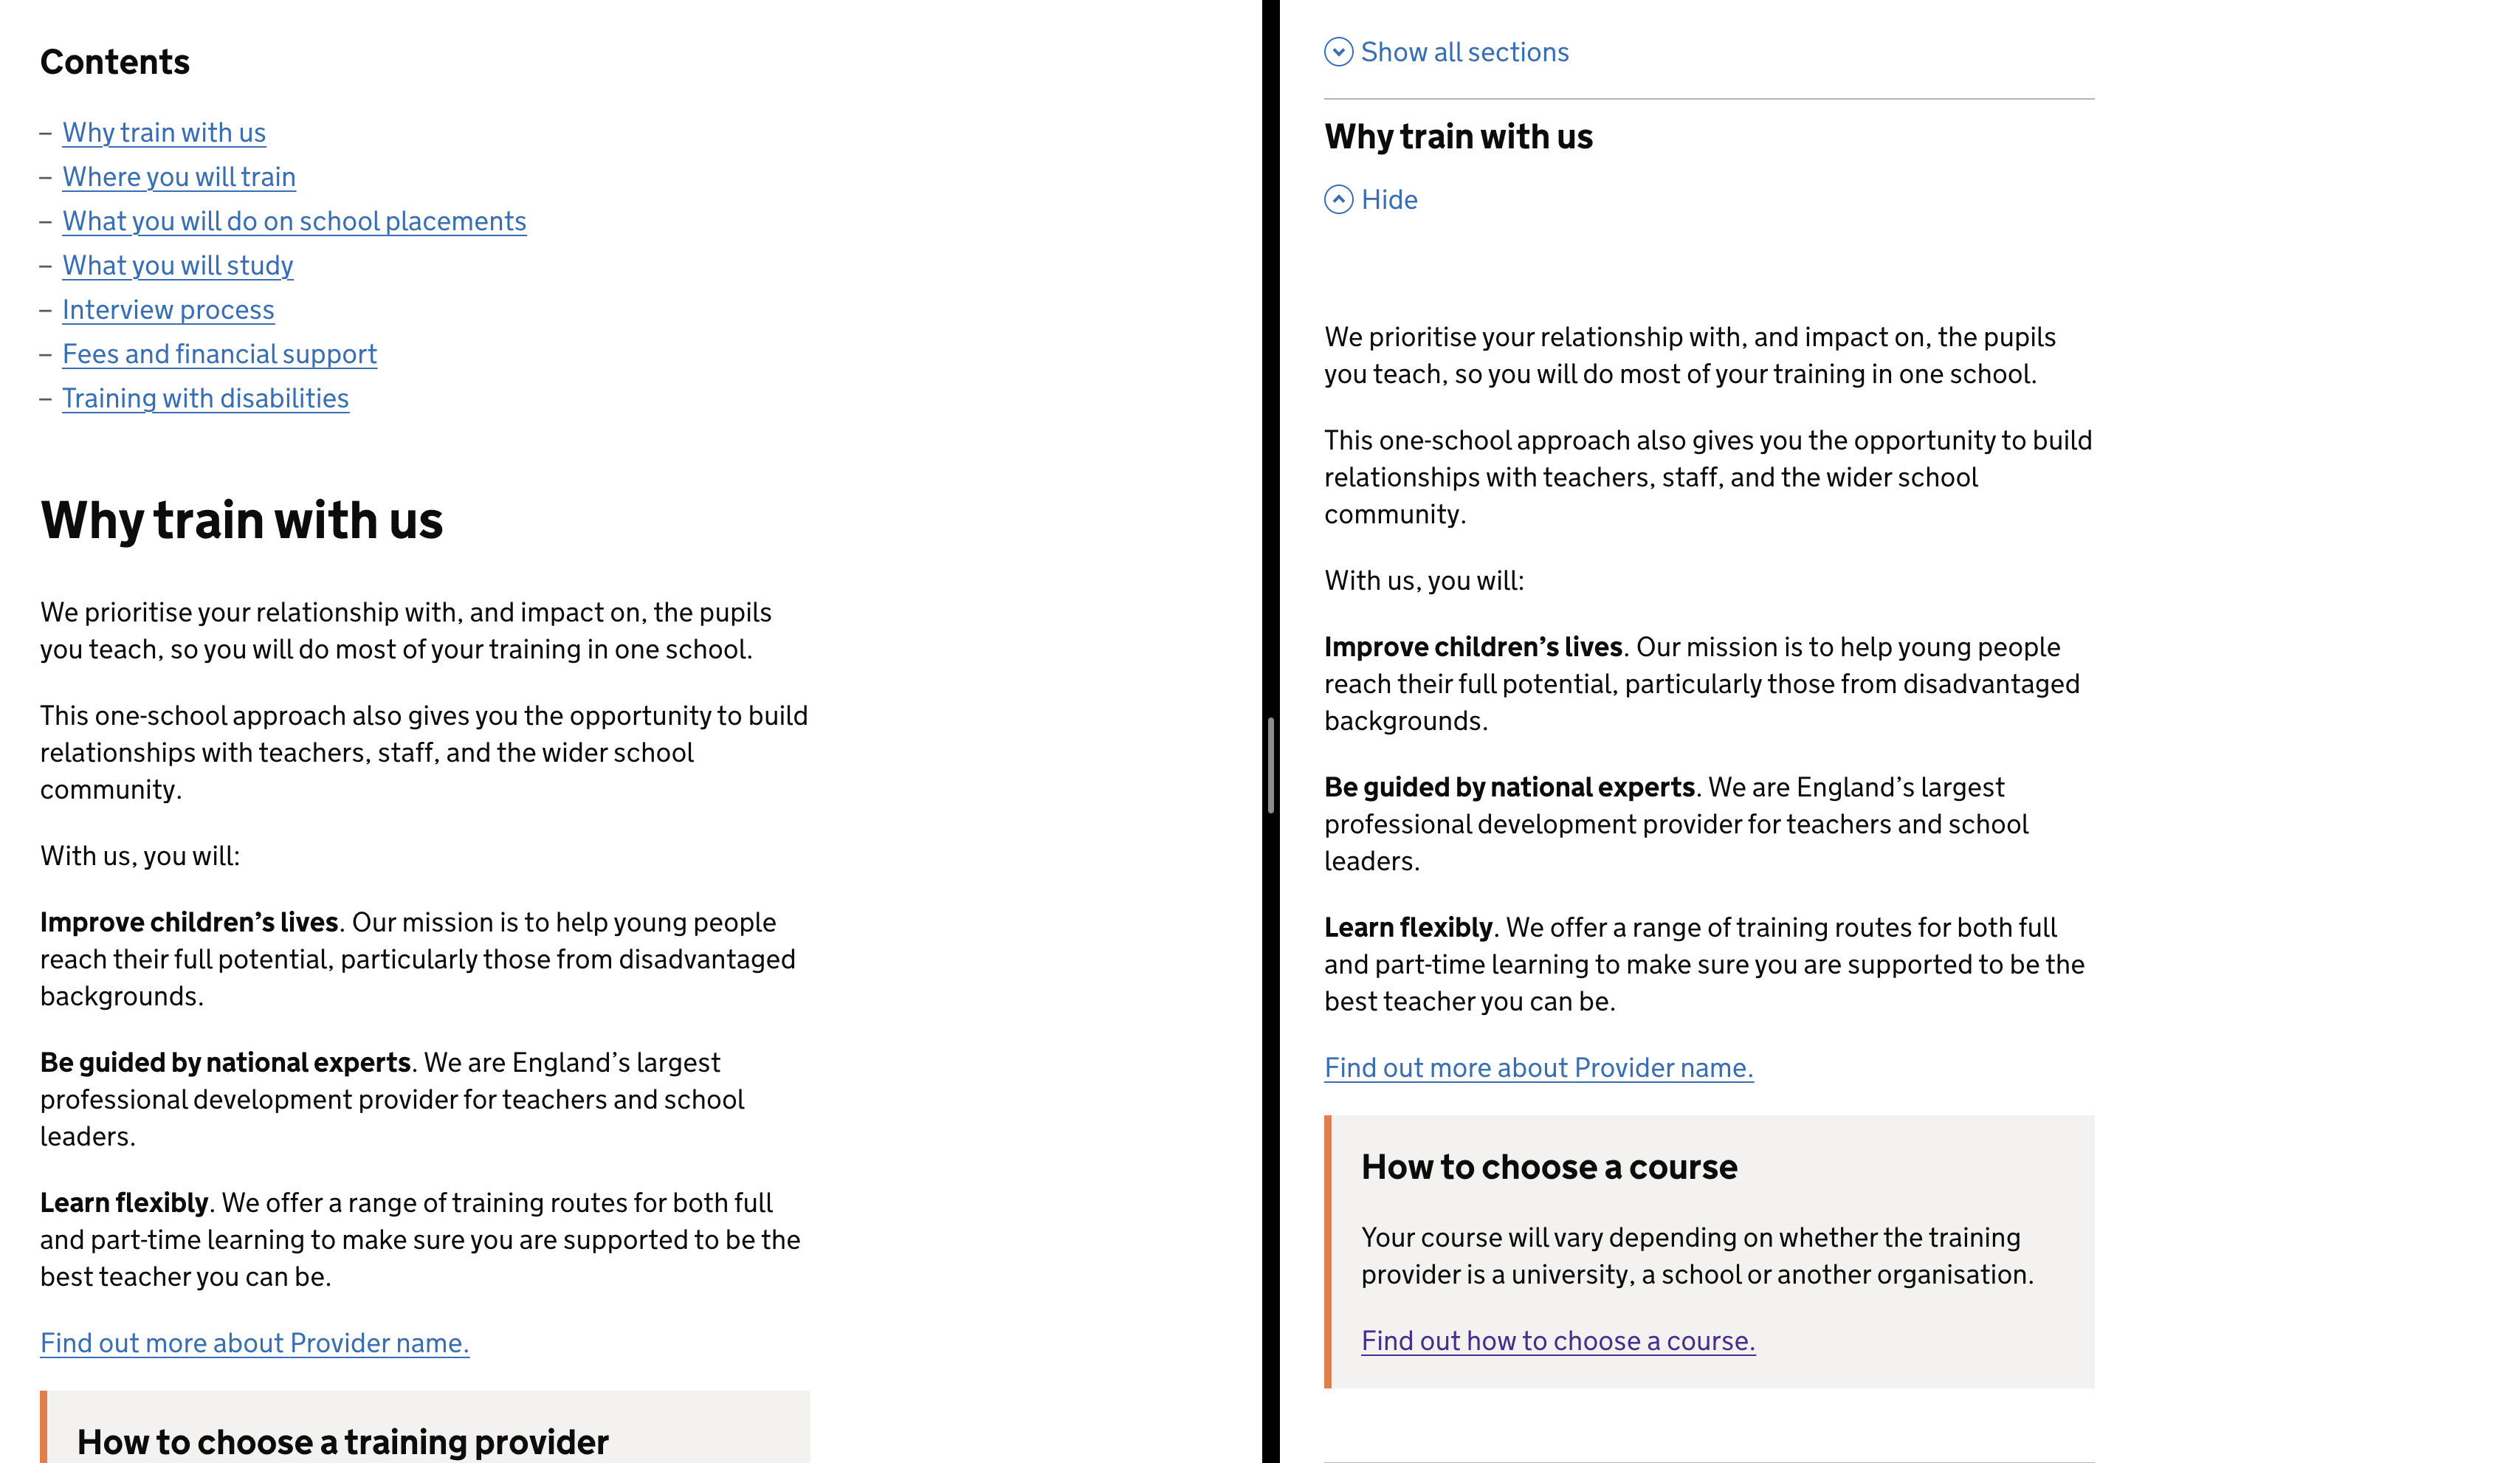 Contents
– Why train with us
– Where you will train
– What you will do on school placements
– What you will study
– Interview process
– Fees and financial support
– Training with disabilities
Why train with us
We prioritise your relationship with, and impact on, the pupils
you teach, so you will do most of your training in one school.
This one-school approach also gives you the opportunity to build
relationships with teachers, staff, and the wider school
community.
With us, you will:
Improve children’s lives. Our mission is to help young people
reach their full potential, particularly those from disadvantaged
backgrounds.
Be guided by national experts. We are England’s largest
professional development provider for teachers and school
leaders.
Learn flexibly. We offer a range of training routes for both full
and part-time learning to make sure you are supported to be the
best teacher you can be.
Find out more about Provider name.
How to choose a training provider
Show all sections
Why train with us
Hide
We prioritise your relationship with, and impact on, the pupils
you teach, so you will do most of your training in one school.
This one-school approach also gives you the opportunity to build
relationships with teachers, staff, and the wider school
community.
With us, you will:
Improve children’s lives. Our mission is to help young people
reach their full potential, particularly those from disadvantaged
backgrounds.
Be guided by national experts. We are England’s largest
professional development provider for teachers and school
leaders.
Learn flexibly. We offer a range of training routes for both full
and part-time learning to make sure you are supported to be the
best teacher you can be.
Find out more about Provider name.
How to choose a course
Your course will vary depending on whether the training
provider is a university, a school or another organisation.
Find out how to choose a course.